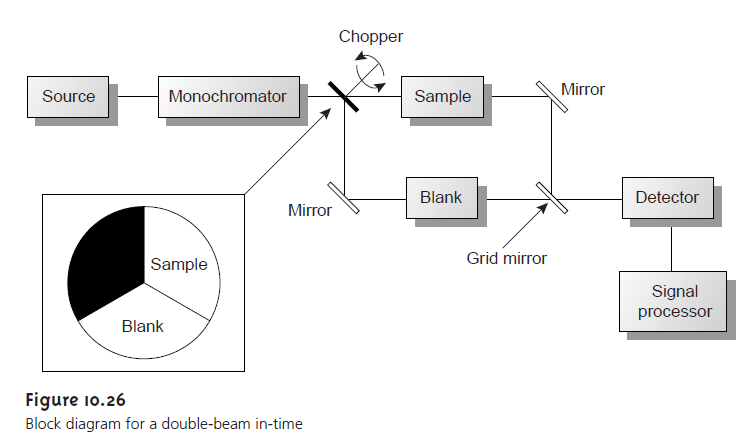 Chopper
Source
Monochromator
Sample
Mirror
Mirror
Blank
Detector
Grid mirror
Sample
Blank
Signal
processor
Figure 10.26
Block diagram for a double-beam in-time